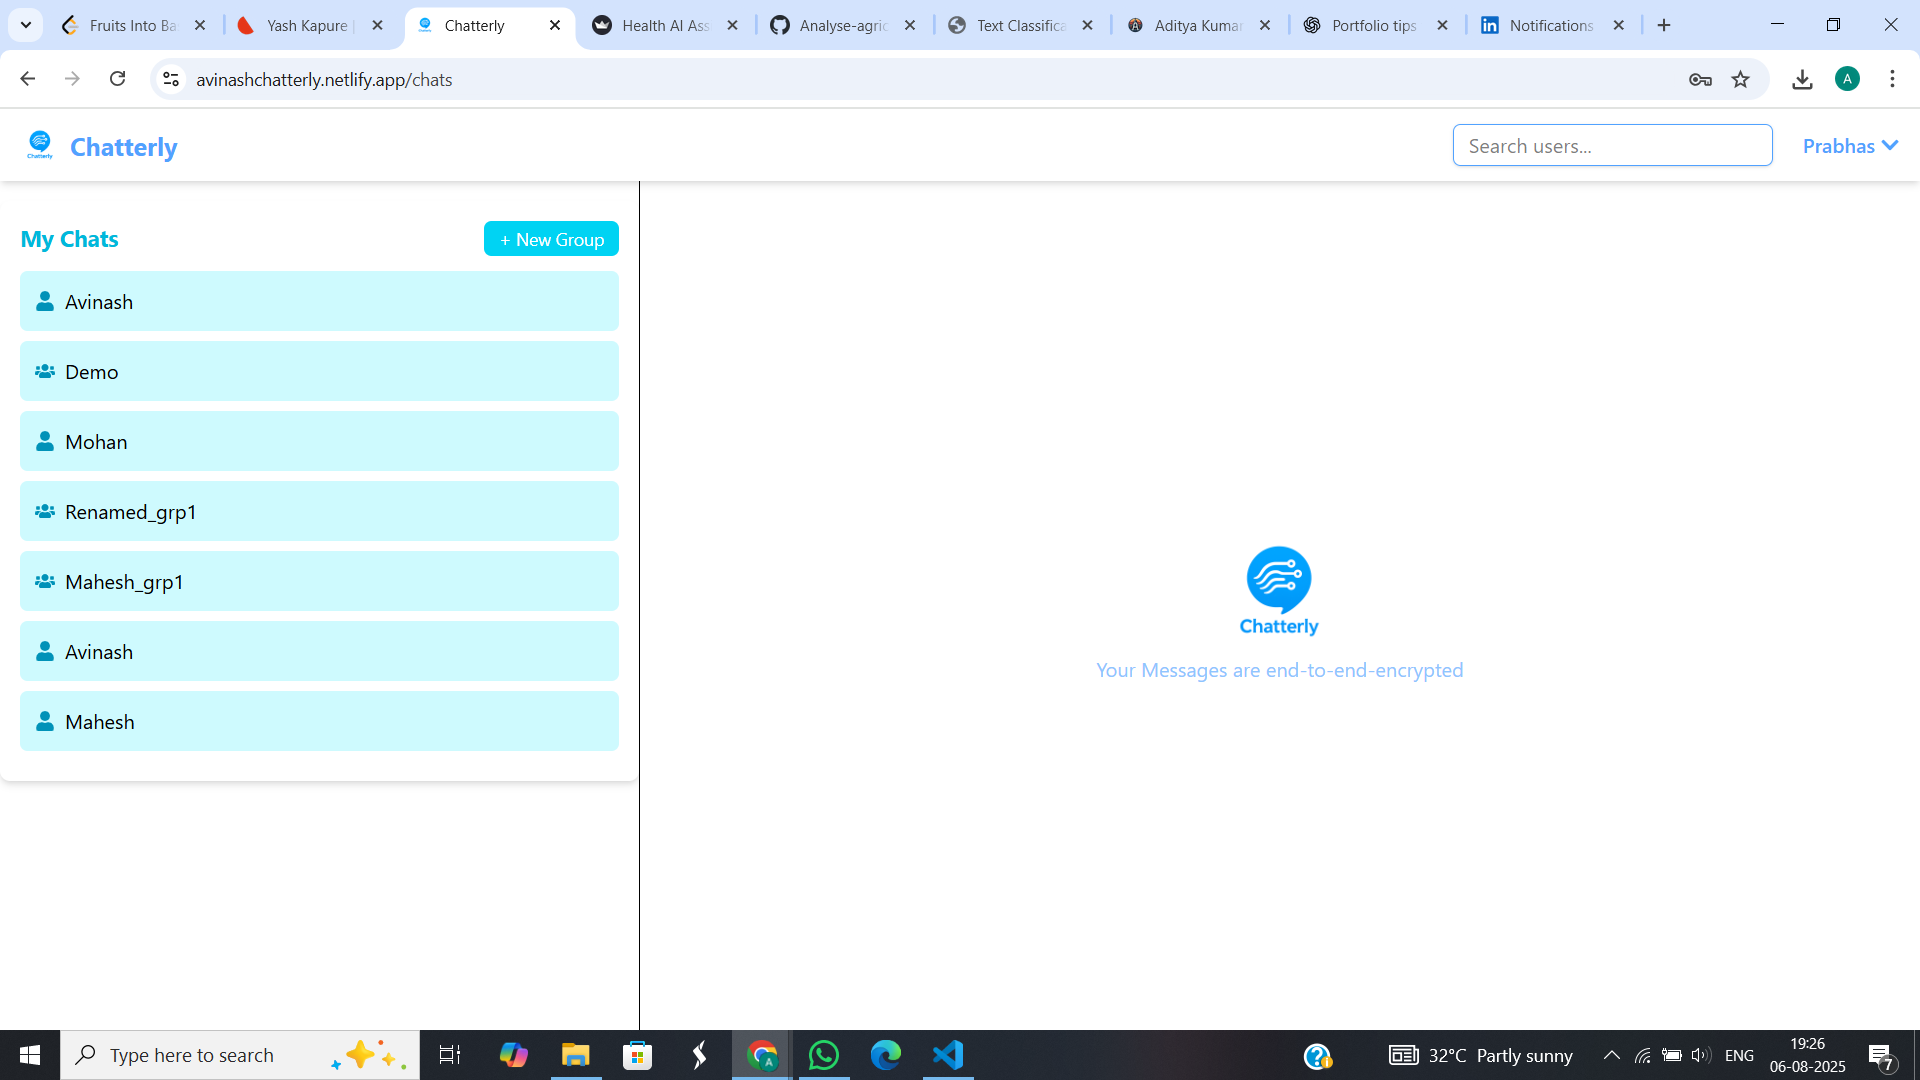 Fruits Into Ba
Yash Kapure |
Chatterly
Health AI Ass
Analyse-agric
Text Classifica
Aditya Kumar
Portfolio tips
Notifications
avinashchatterly.netlify.app/chats
A
Chatterly
Chatterly
Search users...
Prabhas
My Chats
+ New Group
Avinash
Demo
Mohan
Renamed_grp1
Mahesh_grp1
Avinash
Mahesh
Chatterly
Your Messages are end-to-end-encrypted
Type here to search
32°C Partly sunny
ENG
19:26
06-08-2025
7